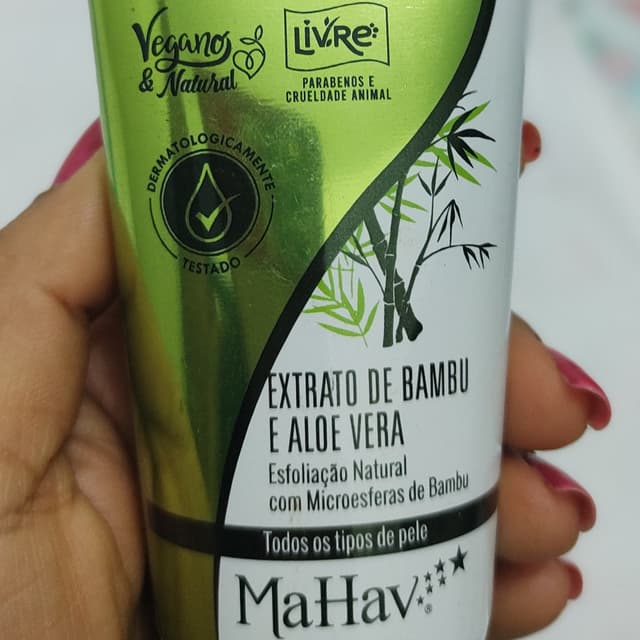 Vegano
& Natural
LIVRE
PARABENOS E
CRUELDADE ANIMAL
DERMATOLOGICAMENTE
TESTADO
EXTRATO DE BAMBU
E ALOE VERA
Esfoliação Natural
com Microesferas de Bambu
Todos os tipos de pele
MaHav®